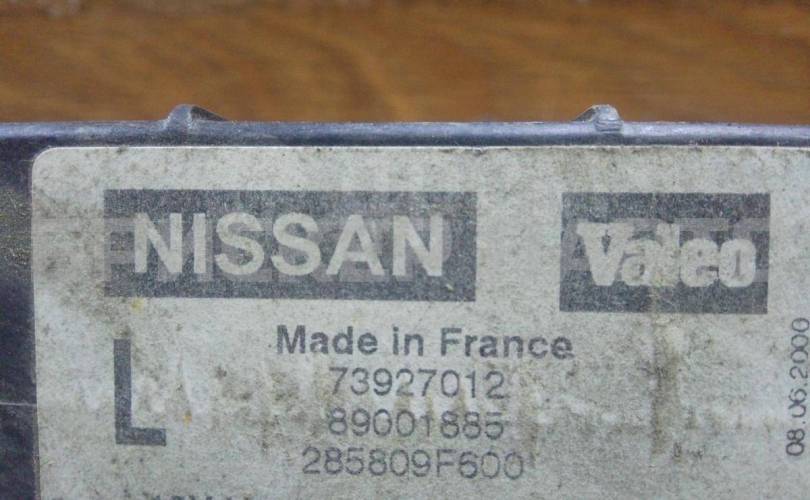 NISSAN
Valeo
Made in France
L
73927012
89001885
285809F600
08.06.2000